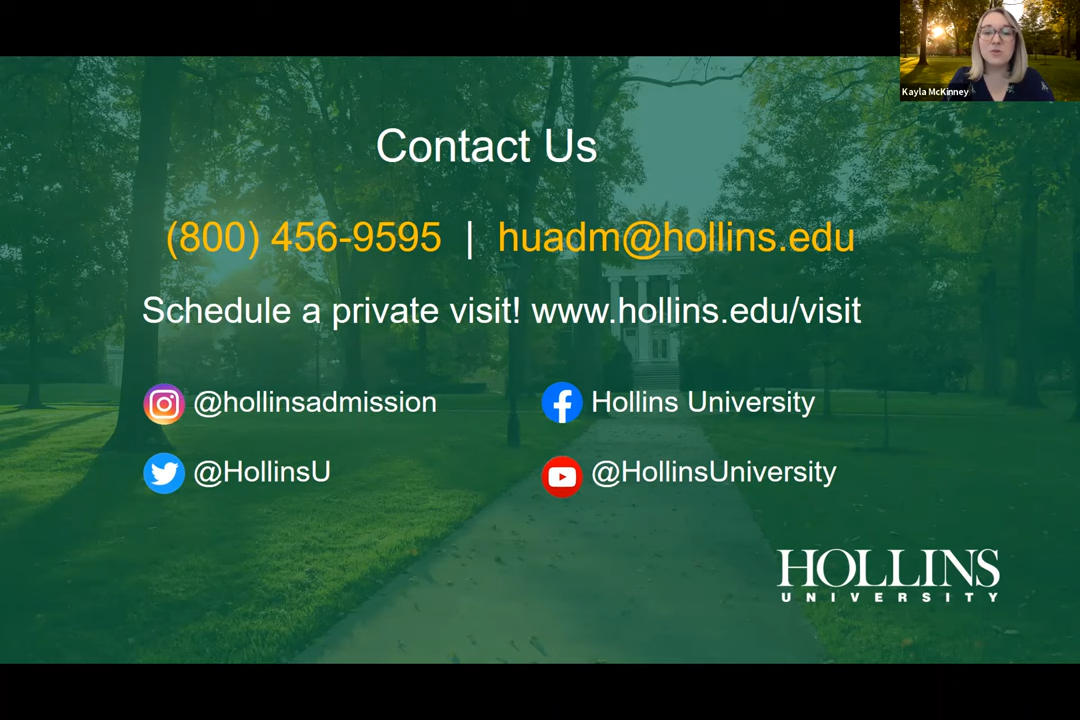 Kayla McKinney
Contact Us
(800) 456-9595 | huadm@hollins.edu
Schedule a private visit! www.hollins.edu/visit
@hollinsadmission
Hollins University
@HollinsU
@HollinsUniversity
HOLLINS
UNIVERSITY